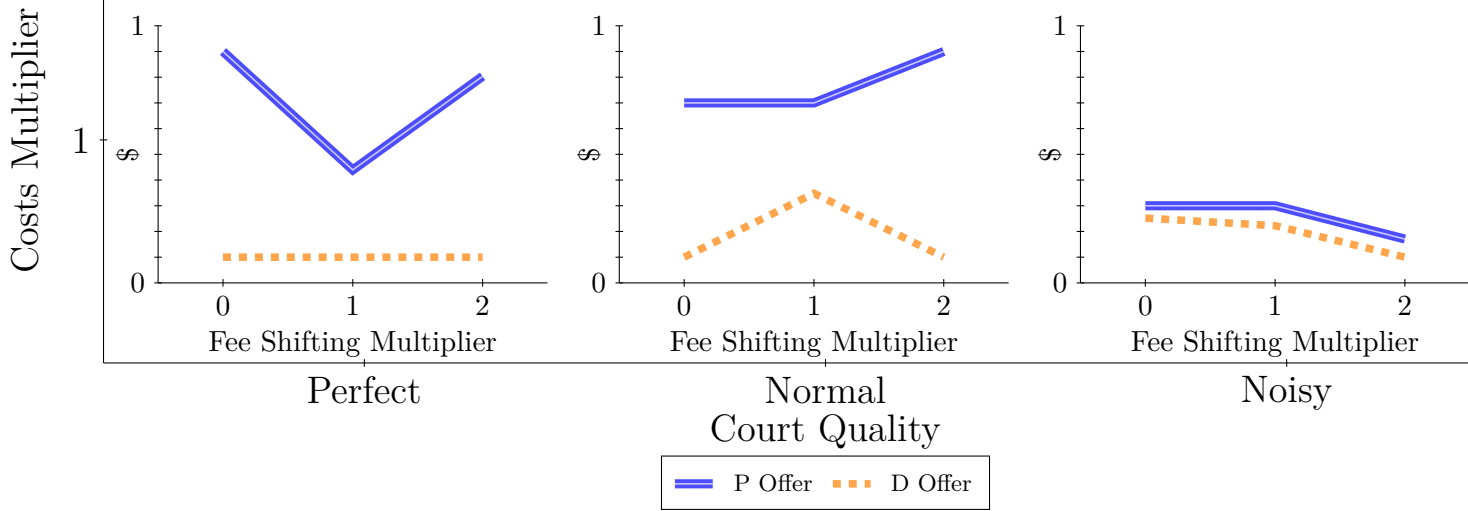 Costs Multiplier
1
1
$
0
0
1
2
Fee Shifting Multiplier
1
$
0
0
1
2
Fee Shifting Multiplier
1
$
0
0
1
2
Fee Shifting Multiplier
Perfect
Normal
Noisy
Court Quality
P Offer
D Offer